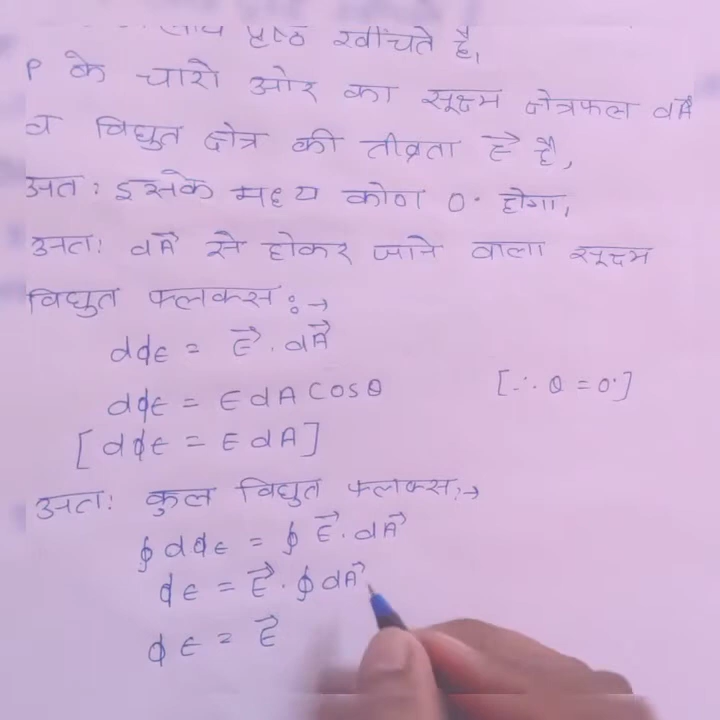 पृष्ठ खींचते है,
P के चारो ओर का सूक्ष्म क्षेत्रफल dA⃗
व विद्युत क्षेत्र की तीव्रता E⃗ है,
अतः इसके मध्य कोण 0° होगा,
अतः dA⃗ से होकर जाने वाला सूक्ष्म
विद्युत फ्लक्स :→
dϕE = E⃗ . dA⃗
dϕE = E dA Cosθ [∴ θ = 0°]
[dϕE = E dA]
अतः कुल विद्युत फ्लक्स :→
∮ dϕE = ∮ E⃗ . dA⃗
ϕE = E⃗ . ∮ dA⃗
ϕE = E⃗